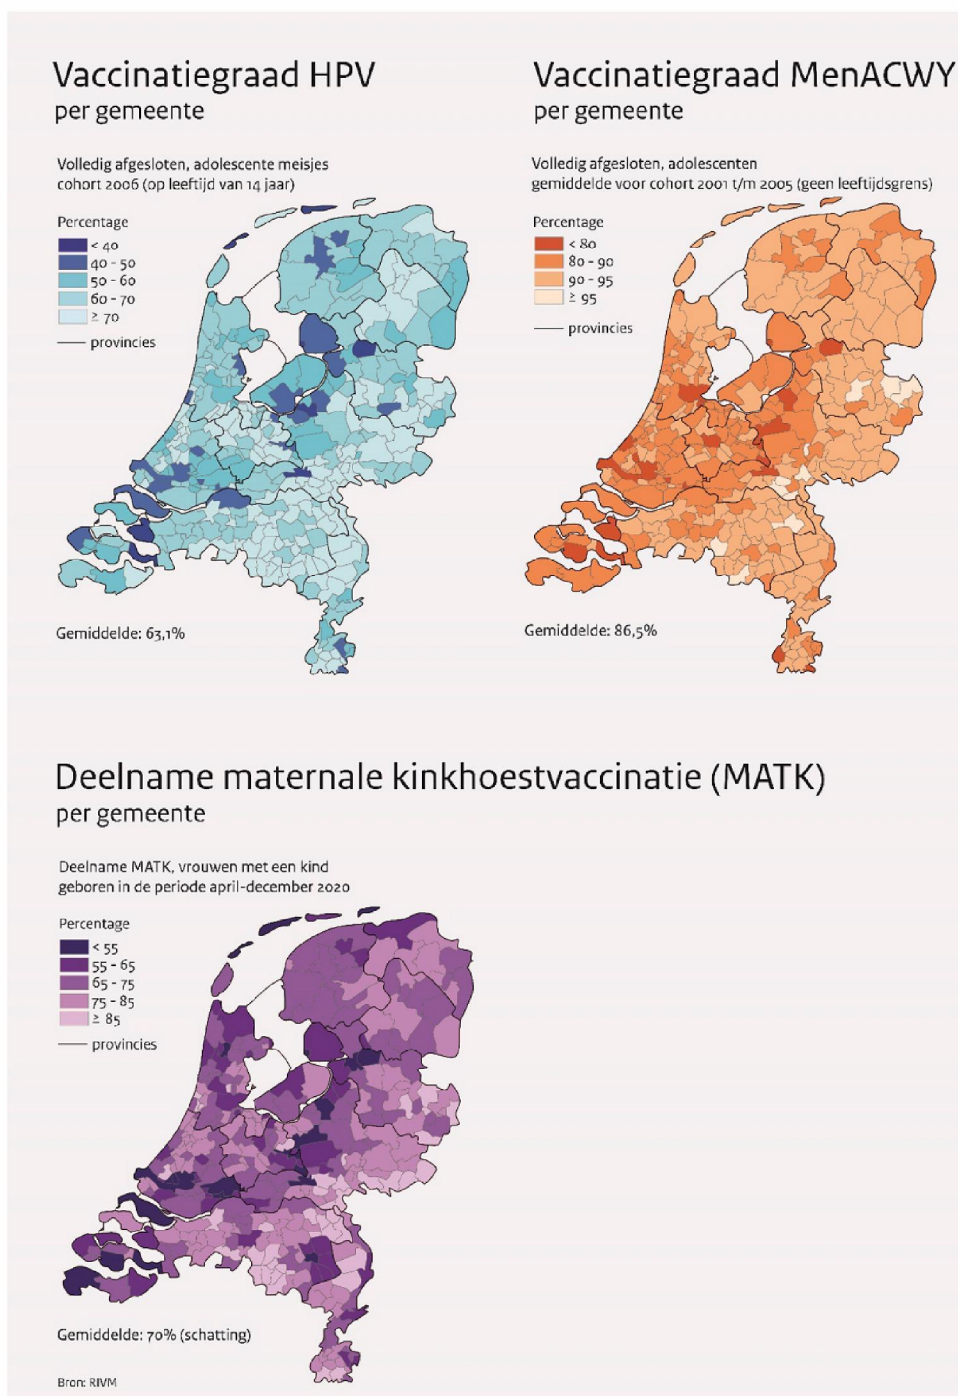 Vaccinatiegraad HPV
per gemeente
Volledig afgesloten, adolescente meisjes
cohort 2006 (op leeftijd van 14 jaar)
Percentage
< 40
40 - 50
50 - 60
60 - 70
≥ 70
provincies
Gemiddelde: 63,1%
Vaccinatiegraad MenACWY
per gemeente
Volledig afgesloten, adolescenten
gemiddelde voor cohort 2001 t/m 2005 (geen leeftijdsgrens)
Percentage
< 80
80 - 90
90 - 95
≥ 95
provincies
Gemiddelde: 86,5%
Deelname maternale kinkhoestvaccinatie (MATK)
per gemeente
Deelname MATK, vrouwen met een kind
geboren in de periode april-december 2020
Percentage
< 55
55 - 65
65 - 75
75 - 85
≥ 85
provincies
Gemiddelde: 70% (schatting)
Bron: RIVM